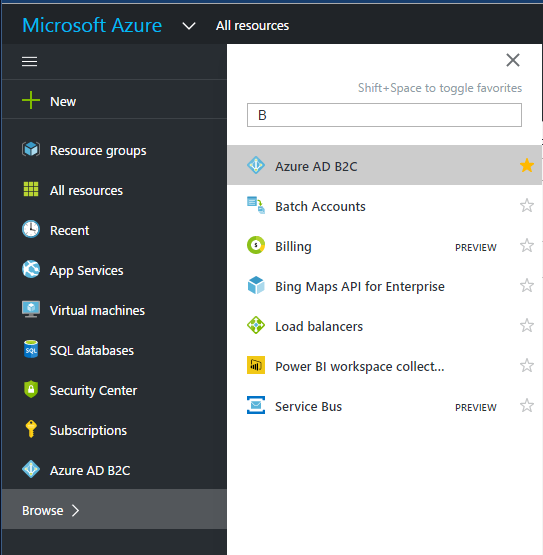 Microsoft Azure All resources
Shift+Space to toggle favorites
New
B
Resource groups
All resources
Recent
App Services
Virtual machines
SQL databases
Security Center
Subscriptions
Azure AD B2C
Browse
Azure AD B2C
Batch Accounts
Billing PREVIEW
Bing Maps API for Enterprise
Load balancers
Power BI workspace collect...
Service Bus PREVIEW